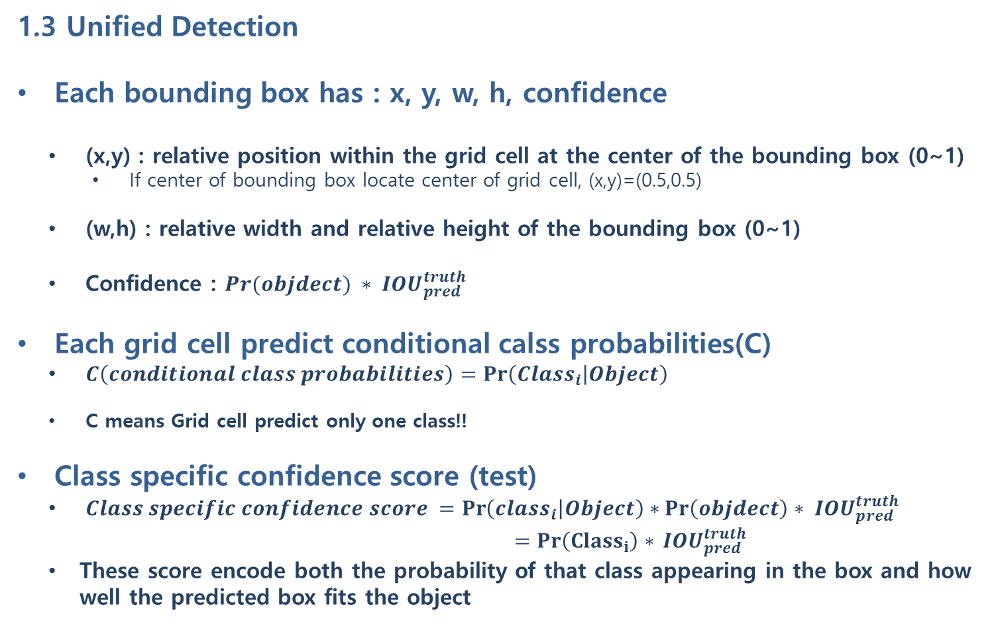 1.3 Unified Detection
• Each bounding box has : x, y, w, h, confidence
• (x,y) : relative position within the grid cell at the center of the bounding box (0~1)
• If center of bounding box locate center of grid cell, (x,y)=(0.5,0.5)
• (w,h) : relative width and relative height of the bounding box (0~1)
• Confidence : Pr(objdect) * IOU^{truth}_{pred}
• Each grid cell predict conditional calss probabilities(C)
• C(conditional class probabilities) = Pr(Class_i|Object)
• C means Grid cell predict only one class!!
• Class specific confidence score (test)
• Class specific confidence score = Pr(class_i|Object) * Pr(objdect) * IOU^{truth}_{pred}
= Pr(Class_i) * IOU^{truth}_{pred}
• These score encode both the probability of that class appearing in the box and how
well the predicted box fits the object